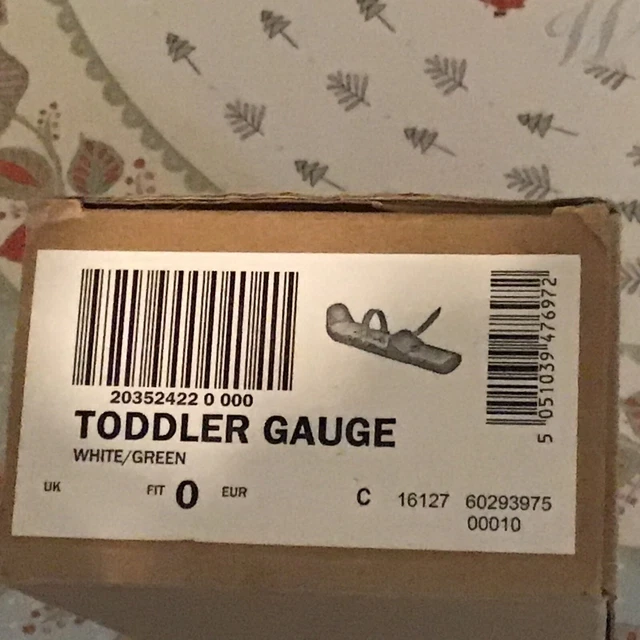 20352422 0 000
TODDLER GAUGE
WHITE/GREEN
UK FIT 0 EUR
C 16127 60293975
00010
5 051039 476972